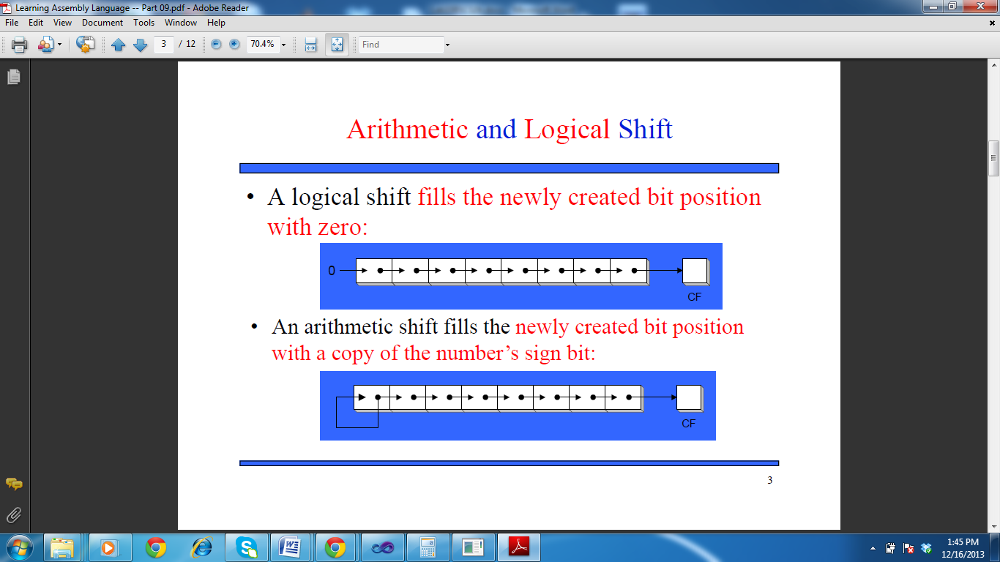 Learning Assembly Language -- Part 09.pdf - Adobe Reader
File Edit View Document Tools Window Help
3 / 12 70.4% Find
Arithmetic and Logical Shift
• A logical shift fills the newly created bit position
with zero:
0
CF
• An arithmetic shift fills the newly created bit position
with a copy of the number’s sign bit:
CF
3
1:45 PM
12/16/2013